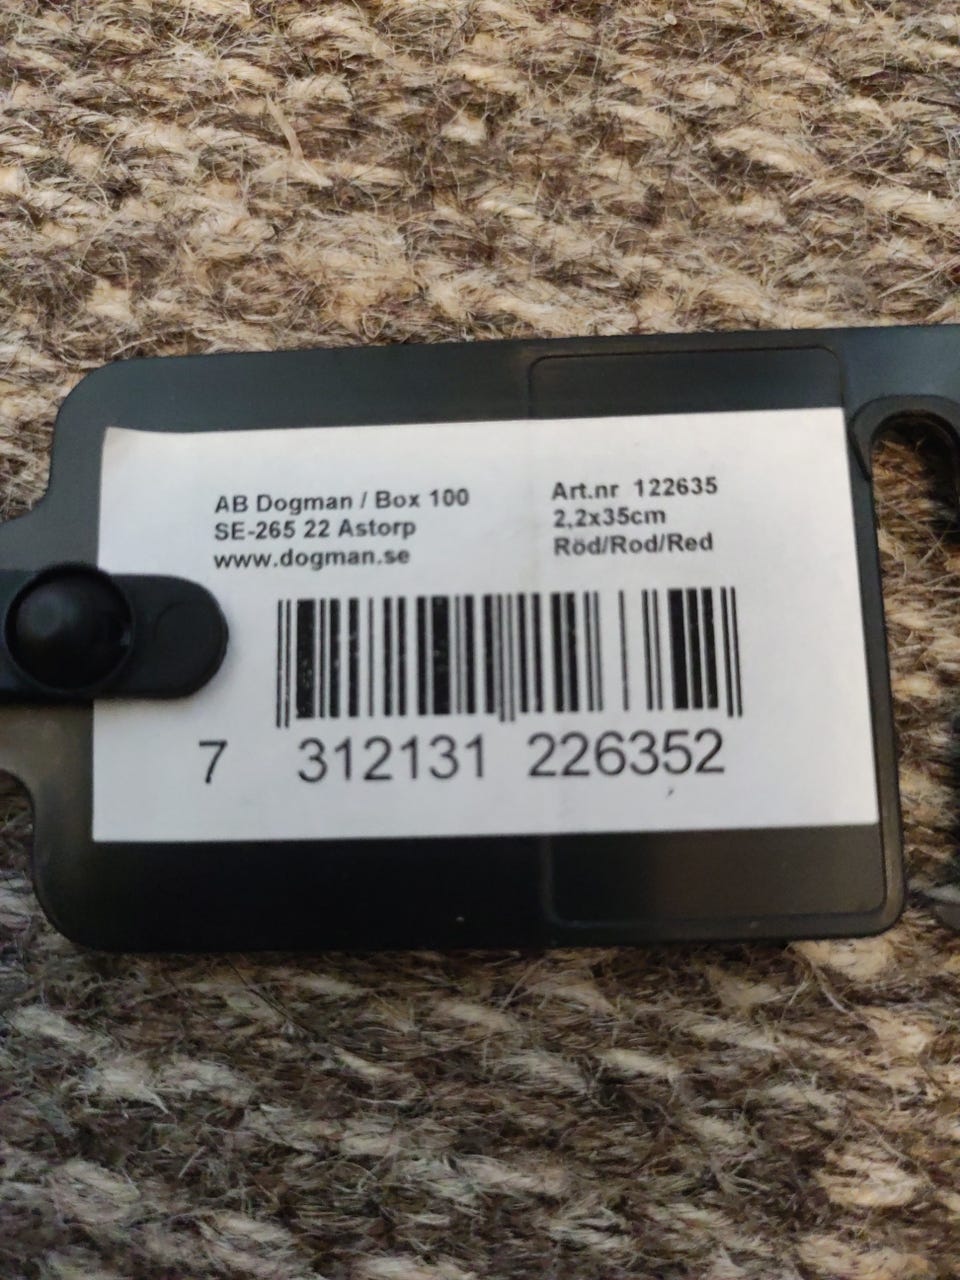 AB Dogman / Box 100
SE-265 22 Astorp
www.dogman.se
Art.nr 122635
2,2x35cm
Röd/Rod/Red
7 312131 226352